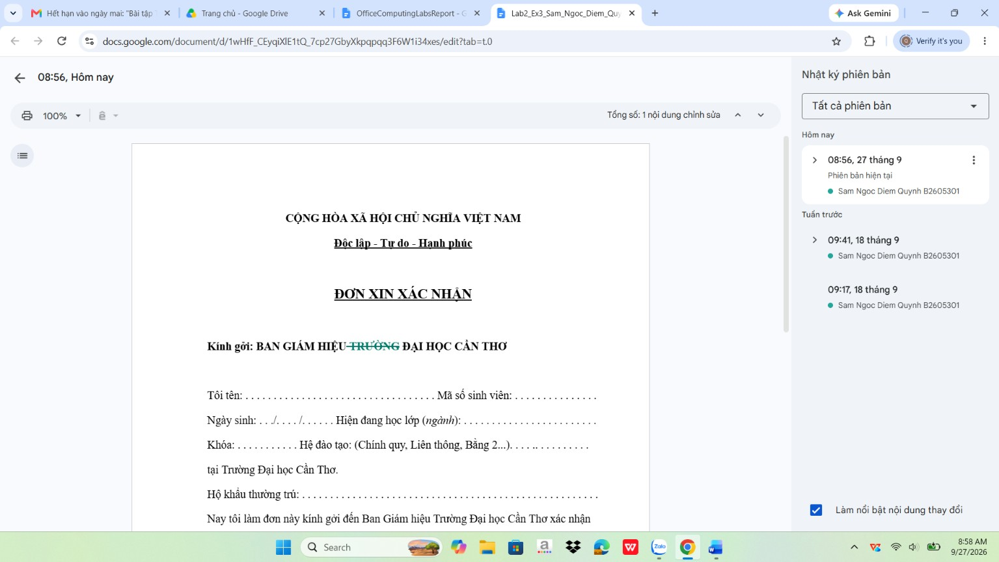 Hết hạn vào ngày mai: "Bài tập
Trang chủ - Google Drive
OfficeComputingLabsReport - G
Lab2_Ex3_Sam_Ngoc_Diem_Quy
Ask Gemini
docs.google.com/document/d/1wHfF_CEyqiXlE1tQ_7cp27GbyXkpqpqq3F6W1i34xes/edit?tab=t.0
Verify it's you
08:56, Hôm nay
100%
Tổng số: 1 nội dung chỉnh sửa
CỘNG HÒA XÃ HỘI CHỦ NGHĨA VIỆT NAM
Độc lập - Tự do - Hạnh phúc
ĐƠN XIN XÁC NHẬN
Kính gởi: BAN GIÁM HIỆU TRƯỜNG ĐẠI HỌC CẦN THƠ
Tôi tên: . . . . . . . . . . . . . . . . . . . . . . . . . . . . . . . . . . Mã số sinh viên: . . . . . . . . . . . . . . .
Ngày sinh: . . ./. . . . /. . . . . . Hiện đang học lớp (ngành): . . . . . . . . . . . . . . . . . . . . . . . .
Khóa: . . . . . . . . . . . Hệ đào tạo: (Chính quy, Liên thông, Bằng 2...). . . . .. . . . . . . . . .
tại Trường Đại học Cần Thơ.
Hộ khẩu thường trú: . . . . . . . . . . . . . . . . . . . . . . . . . . . . . . . . . . . . . . . . . . . . . . . . . . . . .
Nay tôi làm đơn này kính gởi đến Ban Giám hiệu Trường Đại học Cần Thơ xác nhận
Nhật ký phiên bản
Tất cả phiên bản
Hôm nay
08:56, 27 tháng 9
Phiên bản hiện tại
Sam Ngoc Diem Quynh B2605301
Tuần trước
09:41, 18 tháng 9
Sam Ngoc Diem Quynh B2605301
09:17, 18 tháng 9
Sam Ngoc Diem Quynh B2605301
Làm nổi bật nội dung thay đổi
Search
Zalo
8:58 AM
9/27/2026